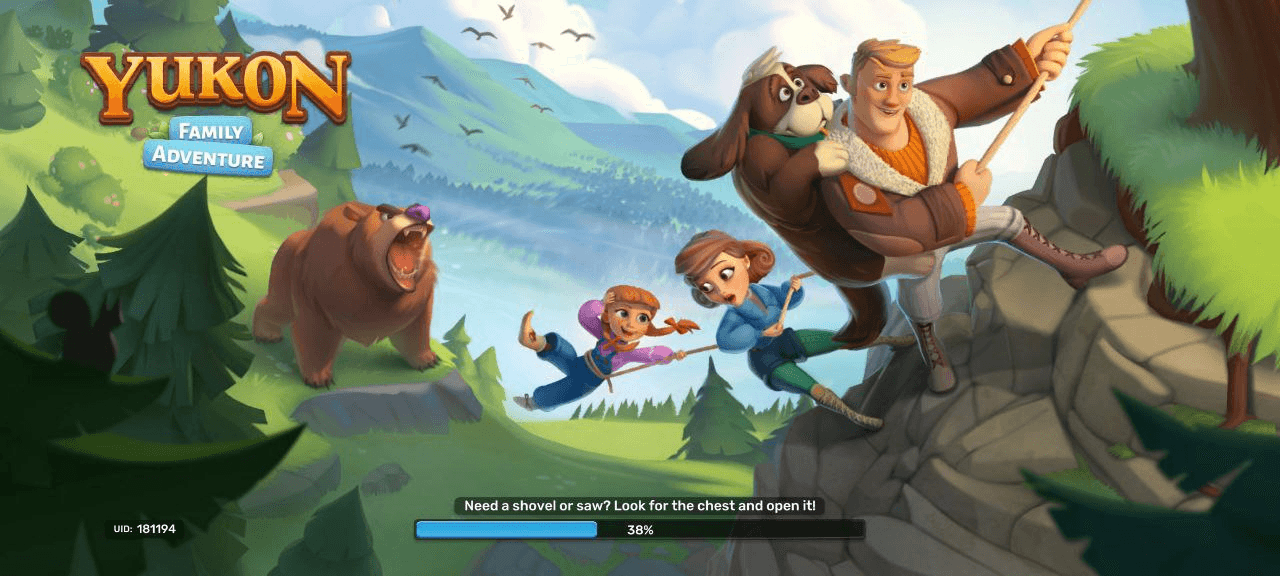 YUKON
FAMILY
ADVENTURE
Need a shovel or saw? Look for the chest and open it!
UID: 181194
38%